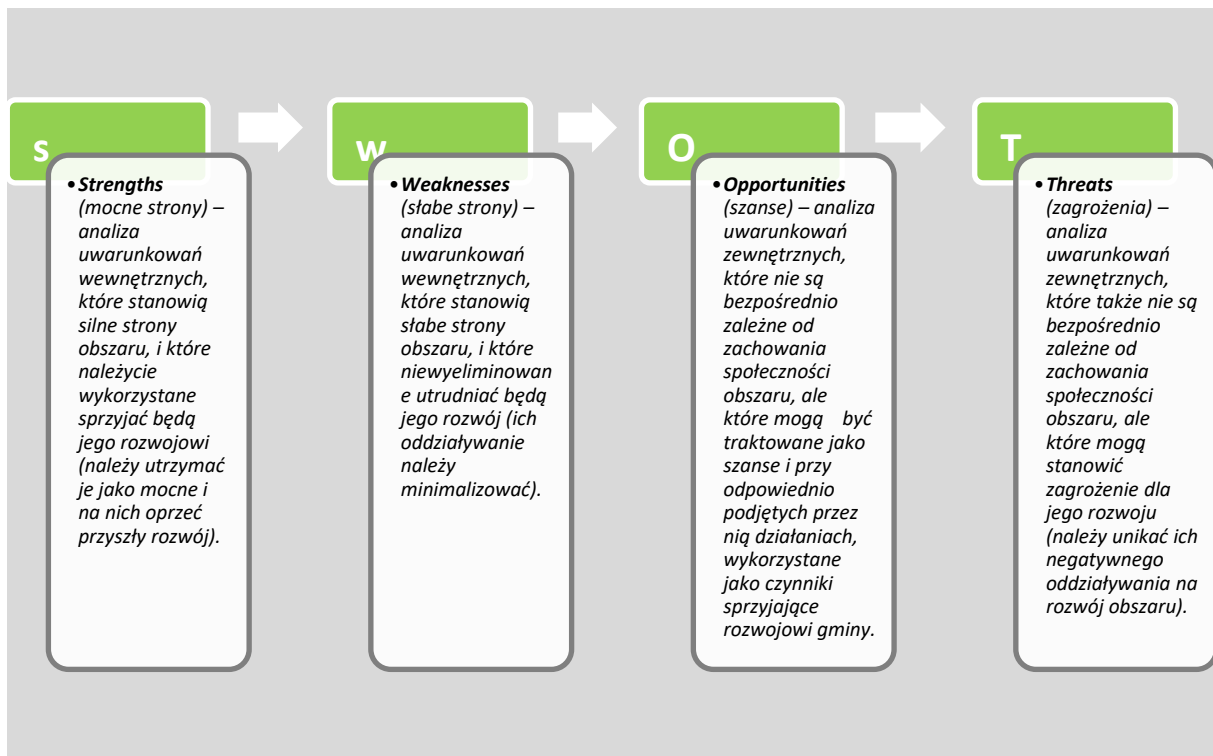 s
• Strengths
(mocne strony) –
analiza
uwarunkowań
wewnętrznych,
które stanowią
silne strony
obszaru, i które
należycie
wykorzystane
sprzyjać będą
jego rozwojowi
(należy utrzymać
je jako mocne i
na nich oprzeć
przyszły rozwój).
w
• Weaknesses
(słabe strony) –
analiza
uwarunkowań
wewnętrznych,
które stanowią
słabe strony
obszaru, i które
niewyeliminowan
e utrudniać będą
jego rozwój (ich
oddziaływanie
należy
minimalizować).
O
• Opportunities
(szanse) – analiza
uwarunkowań
zewnętrznych,
które nie są
bezpośrednio
zależne od
zachowania
społeczności
obszaru, ale
które mogą być
traktowane jako
szanse i przy
odpowiednio
podjętych przez
nią działaniach,
wykorzystane
jako czynniki
sprzyjające
rozwojowi gminy.
T
• Threats
(zagrożenia) –
analiza
uwarunkowań
zewnętrznych,
które także nie są
bezpośrednio
zależne od
zachowania
społeczności
obszaru, ale
które mogą
stanowić
zagrożenie dla
jego rozwoju
(należy unikać ich
negatywnego
oddziaływania na
rozwój obszaru).